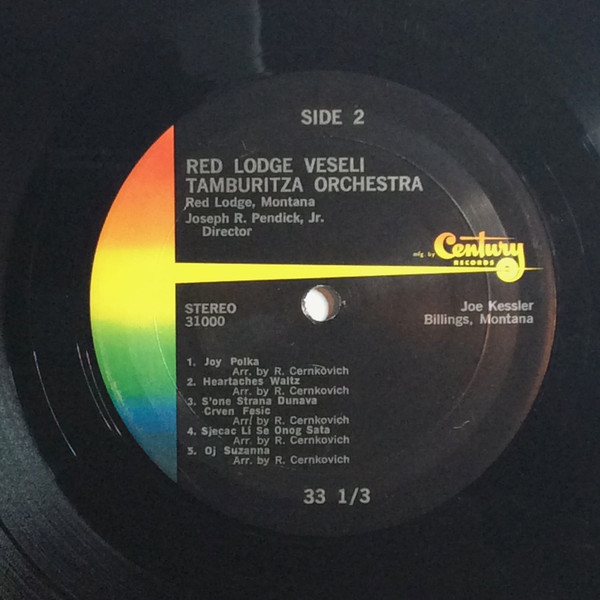 SIDE 2
RED LODGE VESELI
TAMBURITZA ORCHESTRA
Red Lodge, Montana
Joseph R. Pendick, Jr.
Director
mfg. by Century
RECORDS
STEREO
31000
Joe Kessler
Billings, Montana
1. Joy Polka
Arr. by R. Cernkovich
2. Heartaches Waltz
Arr. by R. Cernkovich
3. S'one Strana Dunava
Crven Fesic
Arr/ by R. Cernkovich
4. Sjecac Li Se Onog Sata
Arr. by R. Cernkovich
5. Oj Suzanna
Arr. by R. Cernkovich
33 1/3